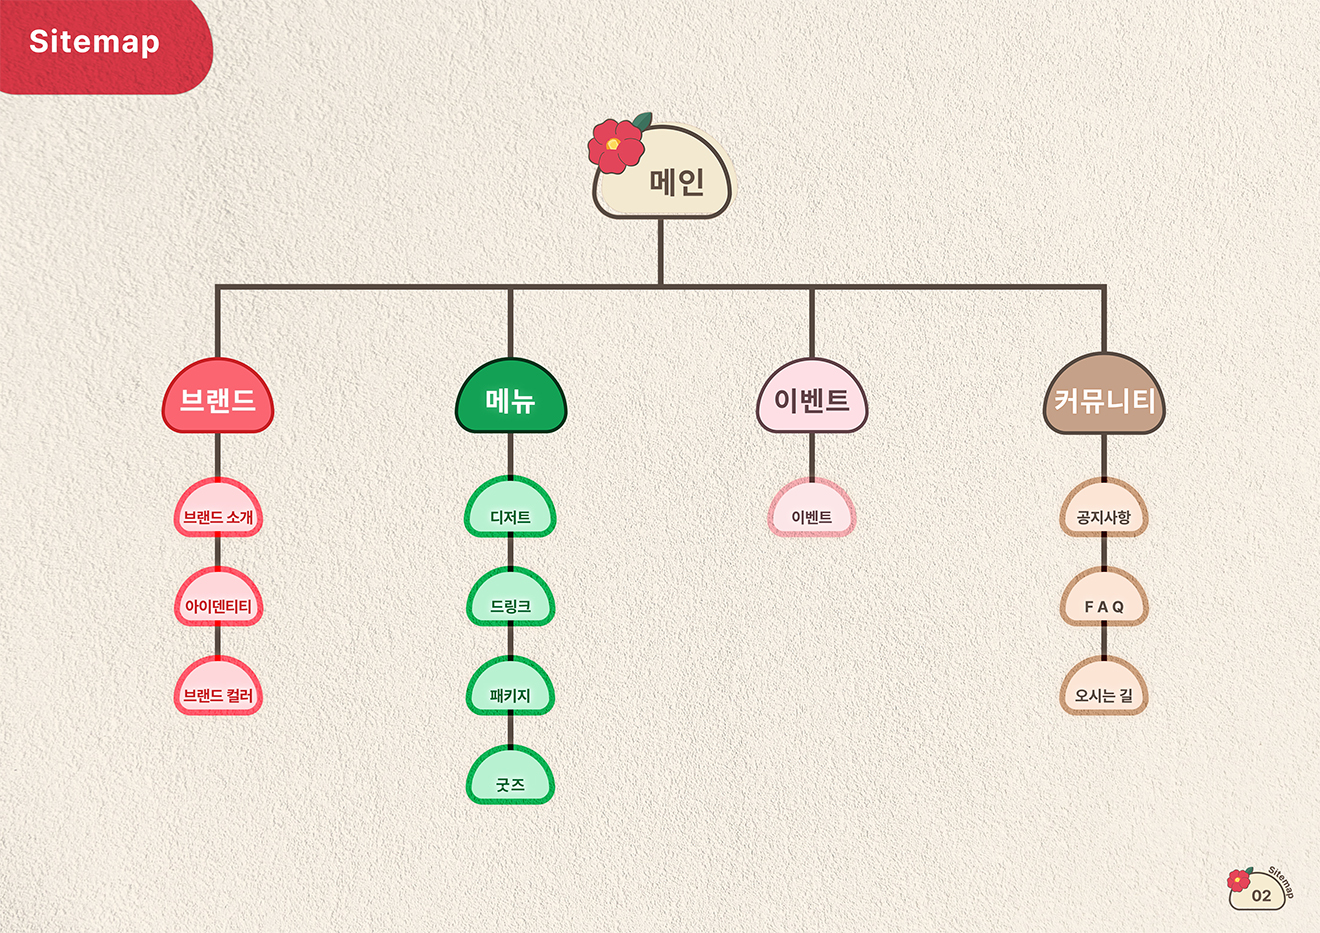 Sitemap
메인
브랜드
메뉴
이벤트
커뮤니티
브랜드 소개
디저트
이벤트
공지사항
아이덴티티
드링크
F A Q
브랜드 컬러
패키지
오시는 길
굿즈
Sitemap
02